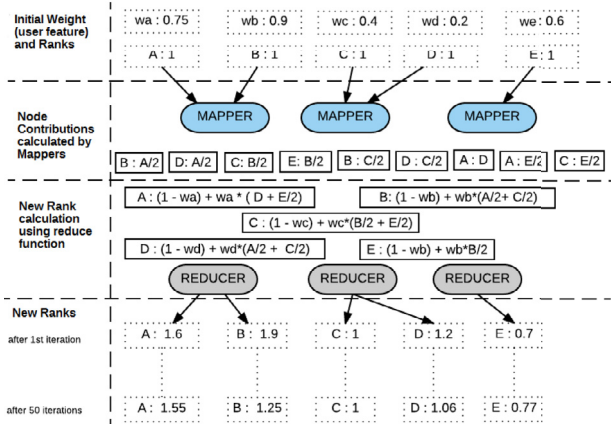 Initial Weight
(user feature)
and Ranks
wa : 0.75
wb : 0.9
wc : 0.4
wd : 0.2
we : 0.6
A : 1
B : 1
C : 1
D : 1
E : 1
Node
Contributions
calculated by
Mappers
MAPPER
MAPPER
MAPPER
B : A/2
D: A/2
C: B/2
E: B/2
B : C/2
D : C/2
A : D
A : E/2
C : E/2
New Rank
calculation
using reduce
function
A : (1 - wa) + wa * ( D + E/2)
B: (1 - wb) + wb*(A/2+ C/2)
C : (1 - wc) + wc*(B/2 + E/2)
D : (1 - wd) + wd*(A/2 + C/2)
E : (1 - wb) + wb*B/2
REDUCER
REDUCER
REDUCER
New Ranks
after 1st iteration
A : 1.6
B : 1.9
C : 1
D : 1.2
E : 0.7
after 50 iterations
A : 1.55
B : 1.25
C : 1
D : 1.06
E : 0.77